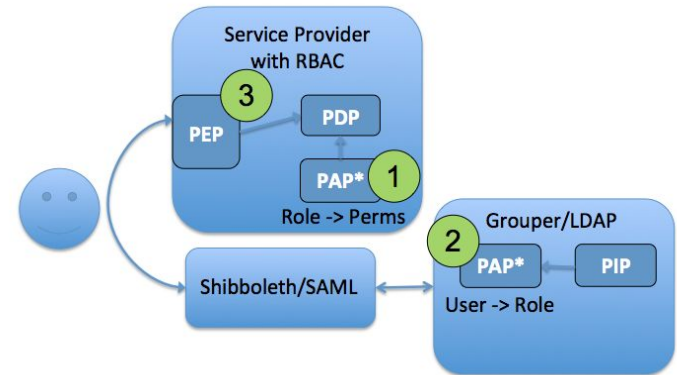 Service Provider
with RBAC
3
PEP
PDP
PAP*
1
Role -> Perms
Grouper/LDAP
2
PAP*
PIP
User -> Role
Shibboleth/SAML